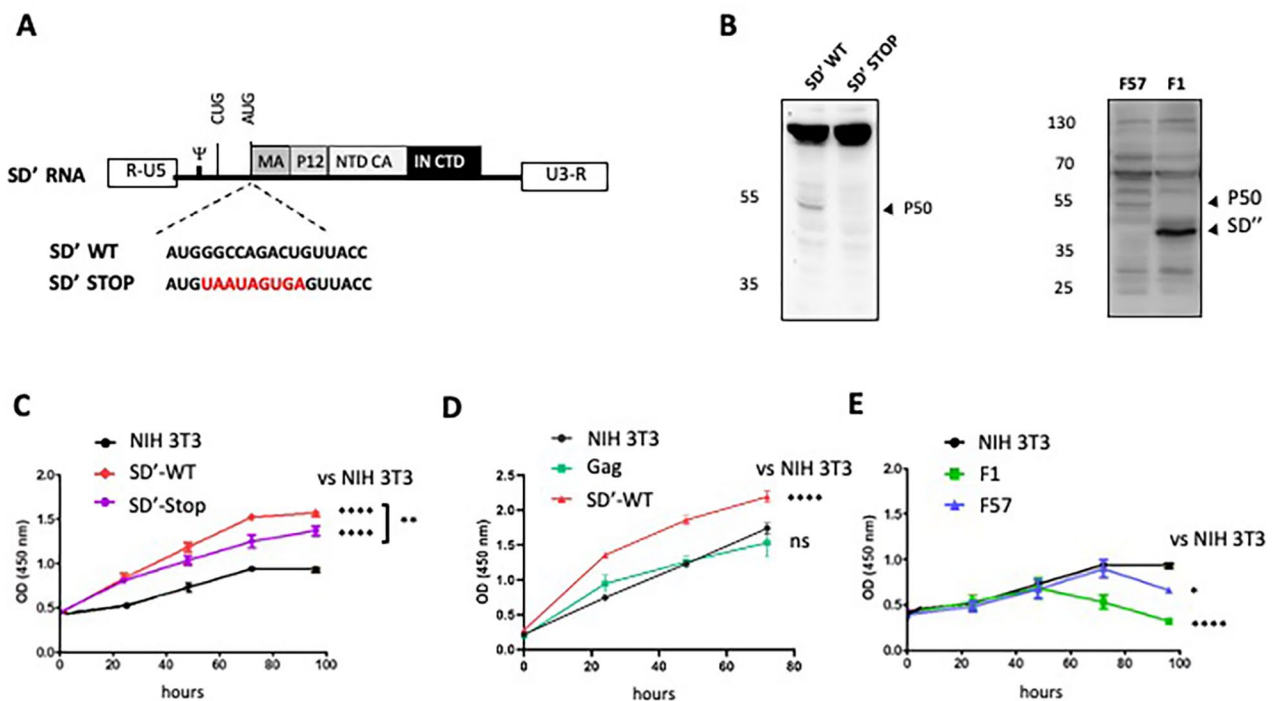 A
CUG
AUG
Ψ
SD′ RNA
R-U5
MA
P12
NTD CA
IN CTD
U3-R
SD′ WT
AUGGGCCAGACUGUUACC
SD′ STOP
AUGUAAUAGUGAGUUACC
B
SD′ WT
SD′ STOP
55
P50
35
F57
F1
130
70
55
35
25
P50
SD′′
C
NIH 3T3
SD′-WT
SD′-Stop
vs NIH 3T3
2.0
1.5
1.0
0.5
0.0
OD (450 nm)
0
20
40
60
80
100
hours
****
****
**
D
NIH 3T3
Gag
SD′-WT
vs NIH 3T3
2.5
2.0
1.5
1.0
0.5
0.0
OD (450 nm)
0
20
40
60
80
hours
****
ns
E
NIH 3T3
F1
F57
vs NIH 3T3
2.0
1.5
1.0
0.5
0.0
OD (450 nm)
0
20
40
60
80
100
hours
*
****